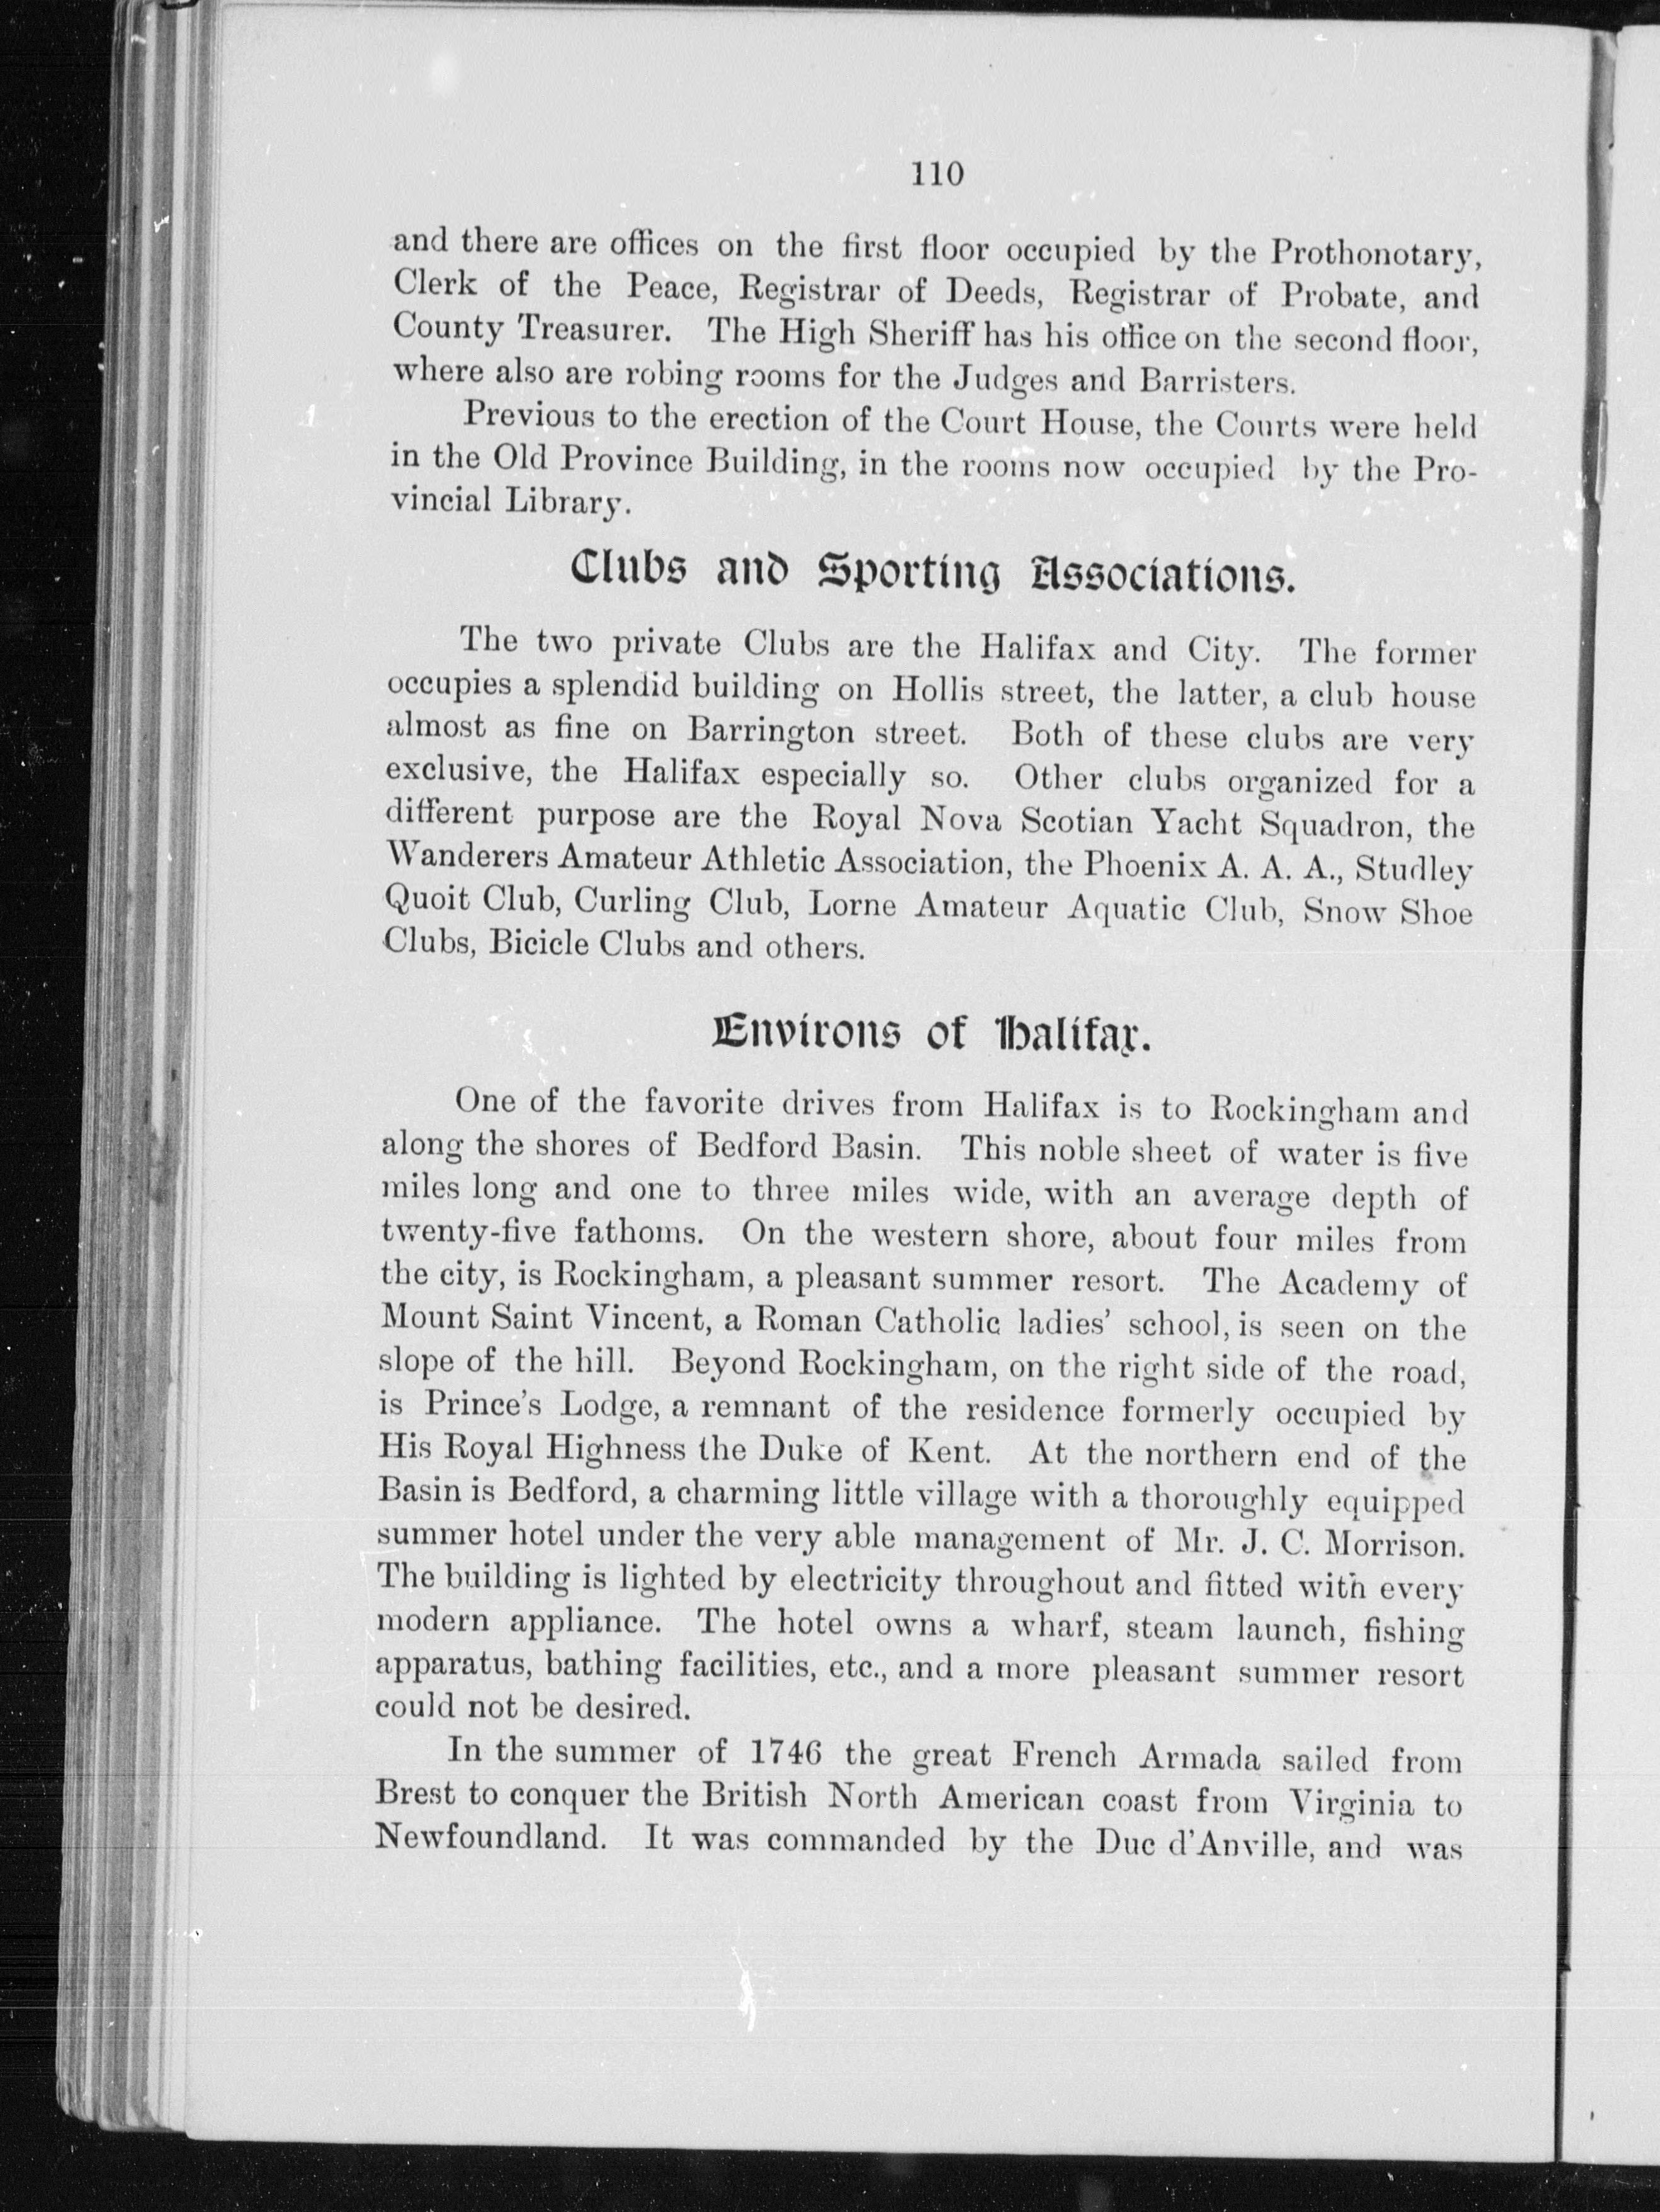 110
and there are offices on the first floor occupied by the Prothonotary,
Clerk of the Peace, Registrar of Deeds, Registrar of Probate, and
County Treasurer. The High Sheriff has his office on the second floor,
where also are robing rooms for the Judges and Barristers.
Previous to the erection of the Court House, the Courts were held
in the Old Province Building, in the rooms now occupied by the Pro-
vincial Library.
Clubs and Sporting Associations.
The two private Clubs are the Halifax and City. The former
occupies a splendid building on Hollis street, the latter, a club house
almost as fine on Barrington street. Both of these clubs are very
exclusive, the Halifax especially so. Other clubs organized for a
different purpose are the Royal Nova Scotian Yacht Squadron, the
Wanderers Amateur Athletic Association, the Phoenix A. A. A., Studley
Quoit Club, Curling Club, Lorne Amateur Aquatic Club, Snow Shoe
Clubs, Bicicle Clubs and others.
Environs of Halifax.
One of the favorite drives from Halifax is to Rockingham and
along the shores of Bedford Basin. This noble sheet of water is five
miles long and one to three miles wide, with an average depth of
twenty-five fathoms. On the western shore, about four miles from
the city, is Rockingham, a pleasant summer resort. The Academy of
Mount Saint Vincent, a Roman Catholic ladies' school, is seen on the
slope of the hill. Beyond Rockingham, on the right side of the road,
is Prince's Lodge, a remnant of the residence formerly occupied by
His Royal Highness the Duke of Kent. At the northern end of the
Basin is Bedford, a charming little village with a thoroughly equipped
summer hotel under the very able management of Mr. J. C. Morrison.
The building is lighted by electricity throughout and fitted with every
modern appliance. The hotel owns a wharf, steam launch, fishing
apparatus, bathing facilities, etc., and a more pleasant summer resort
could not be desired.
In the summer of 1746 the great French Armada sailed from
Brest to conquer the British North American coast from Virginia to
Newfoundland. It was commanded by the Duc d'Anville, and was